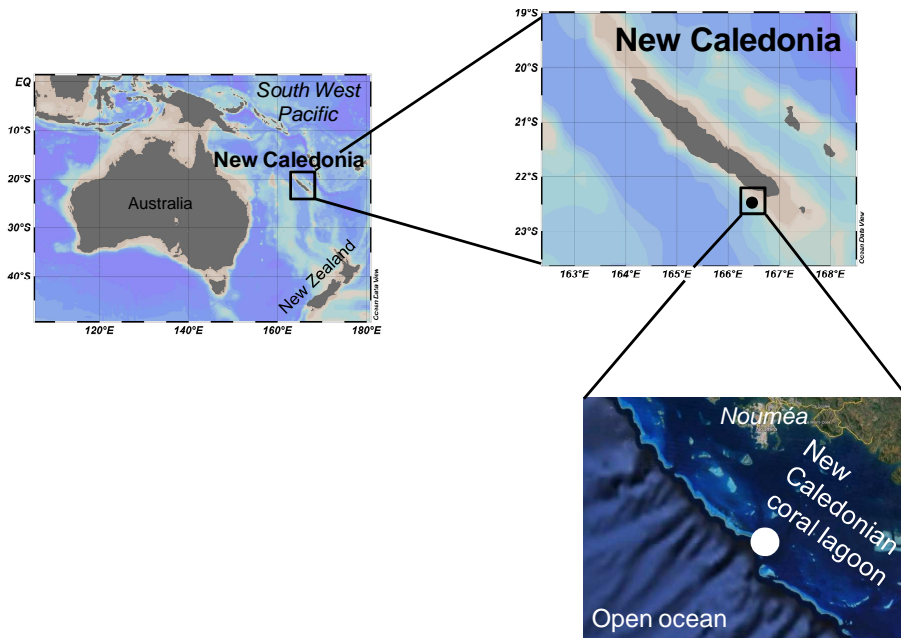 EQ
10°S
20°S
30°S
40°S
120°E
140°E
160°E
180°E
South West
Pacific
New Caledonia
Australia
New Zealand
Ocean Data View
19°S
20°S
21°S
22°S
23°S
163°E
164°E
165°E
166°E
167°E
168°E
New Caledonia
Ocean Data View
Nouméa
New
Caledonian
coral lagoon
Open ocean